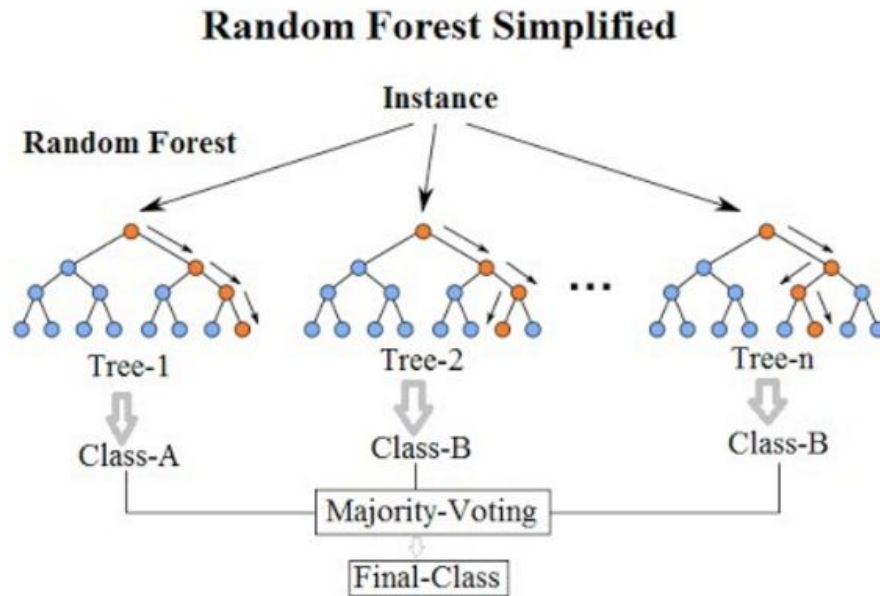 Random Forest Simplified
Instance
Random Forest
...
Tree-1
Tree-2
Tree-n
Class-A
Class-B
Class-B
Majority-Voting
Final-Class